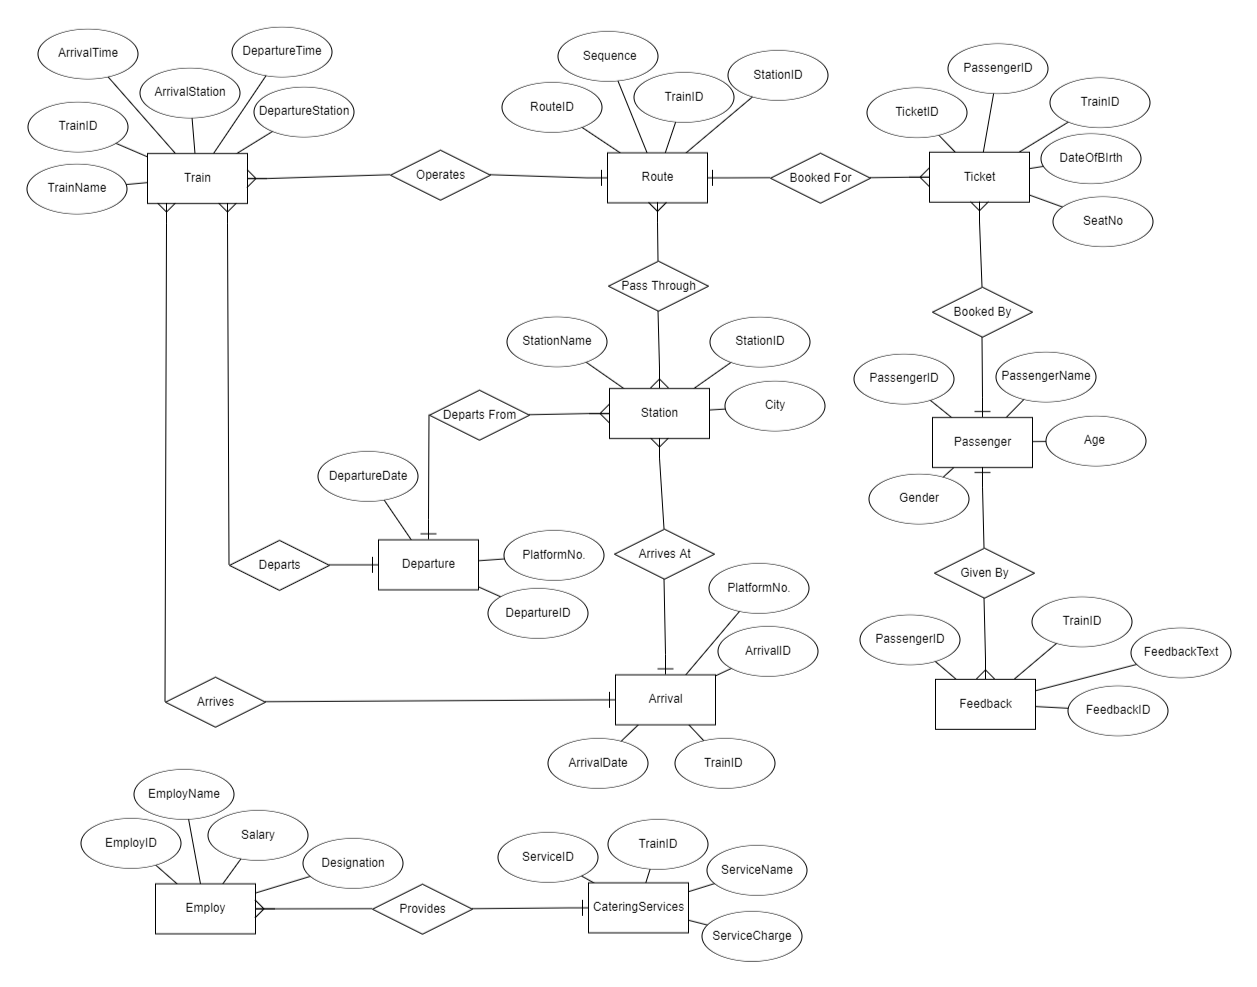 ArrivalTime
DepartureTime
ArrivalStation
DepartureStation
TrainID
TrainName
Train
Operates
Sequence
StationID
RouteID
TrainID
Route
Booked For
PassengerID
TicketID
TrainID
DateOfBIrth
SeatNo
Ticket
Pass Through
Booked By
StationName
StationID
City
Station
Departs From
PassengerID
PassengerName
Age
Passenger
Gender
DepartureDate
PlatformNo.
DepartureID
Departure
Departs
Arrives At
Given By
PlatformNo.
ArrivalID
Arrival
Arrives
ArrivalDate
TrainID
PassengerID
TrainID
FeedbackText
FeedbackID
Feedback
EmployName
EmployID
Salary
Designation
Employ
Provides
ServiceID
TrainID
ServiceName
CateringServices
ServiceCharge